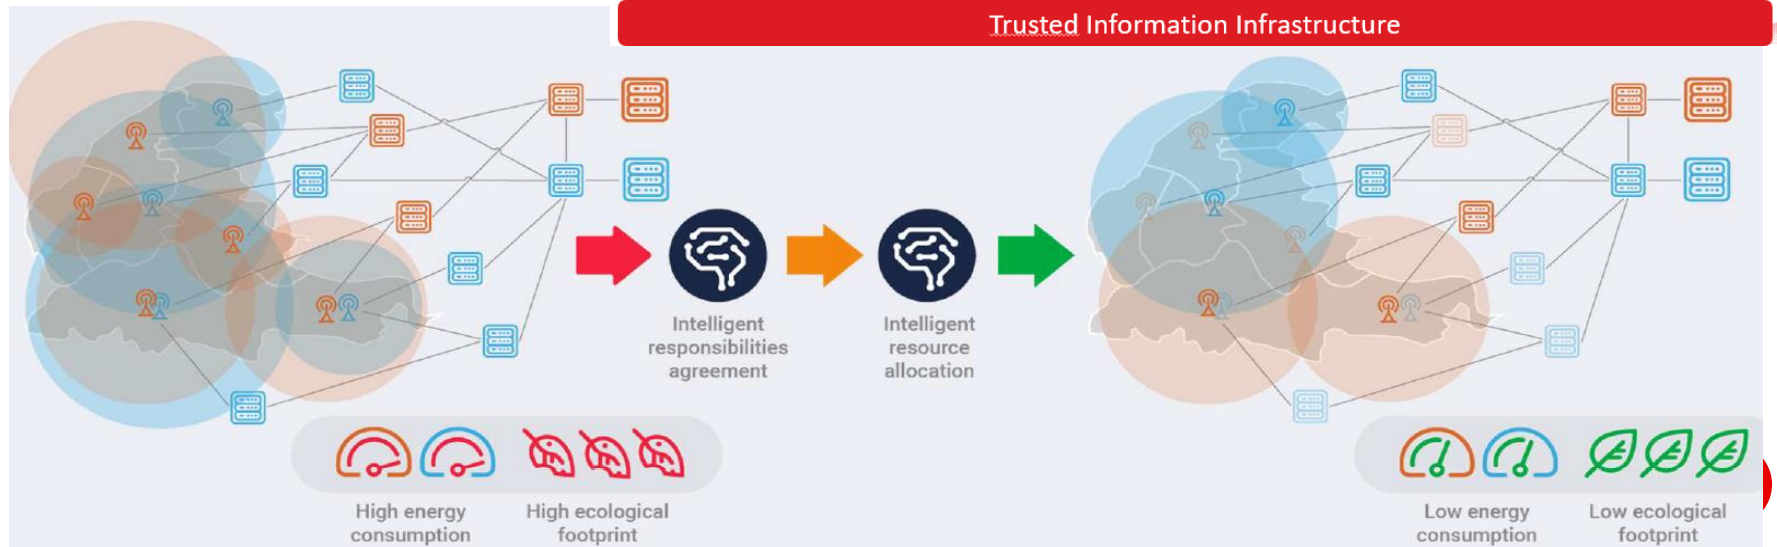 Trusted Information Infrastructure
Intelligent
responsibilities
agreement
Intelligent
resource
allocation
High energy
consumption
High ecological
footprint
Low energy
consumption
Low ecological
footprint